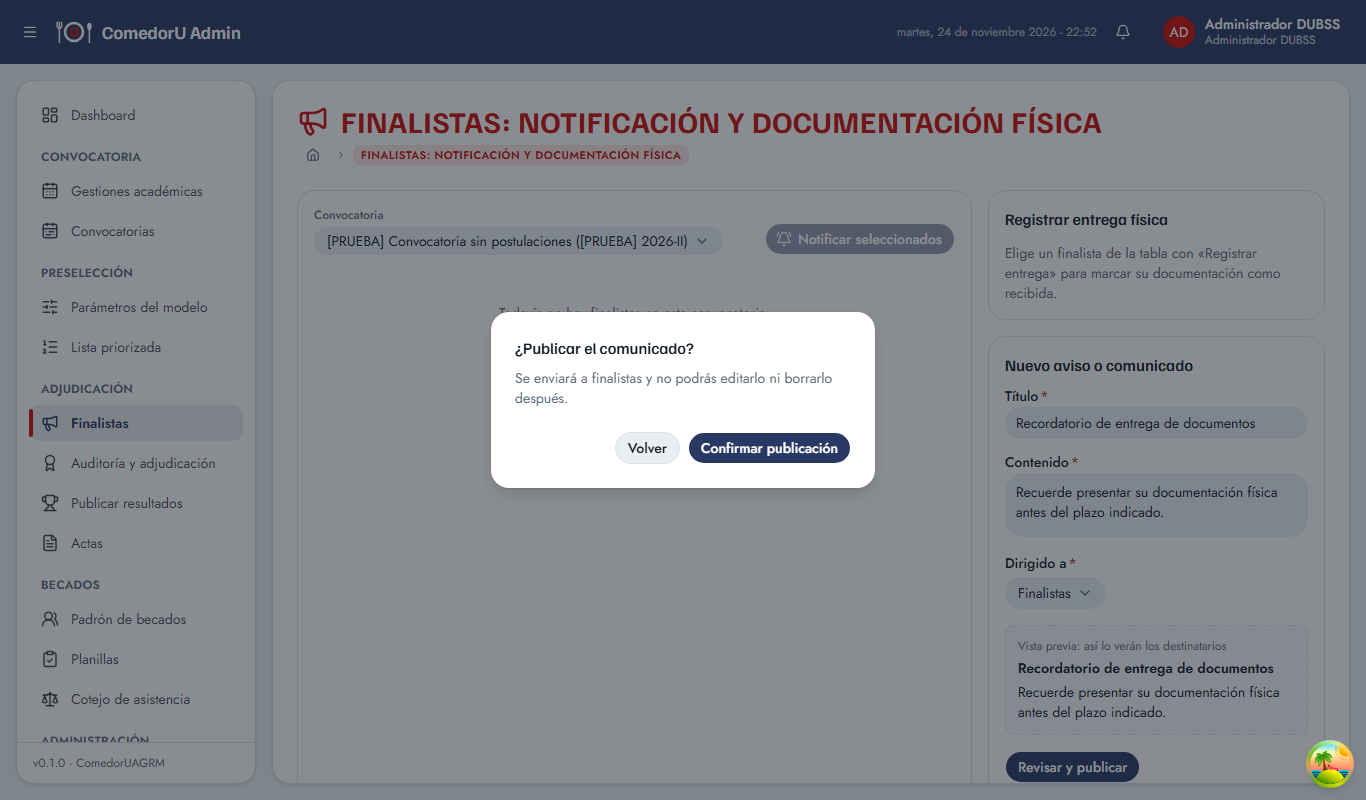 ComedorU Admin
martes, 24 de noviembre 2026 - 22:52
AD
Administrador DUBSS
Administrador DUBSS
Dashboard
CONVOCATORIA
Gestiones académicas
Convocatorias
PRESELECCIÓN
Parámetros del modelo
Lista priorizada
ADJUDICACIÓN
Finalistas
Auditoría y adjudicación
Publicar resultados
Actas
BECADOS
Padrón de becados
Planillas
Cotejo de asistencia
ADMINISTRACIÓN
v0.1.0 · ComedorUAGRM
FINALISTAS: NOTIFICACIÓN Y DOCUMENTACIÓN FÍSICA
FINALISTAS: NOTIFICACIÓN Y DOCUMENTACIÓN FÍSICA
Convocatoria
[PRUEBA] Convocatoria sin postulaciones ([PRUEBA] 2026-II)
Notificar seleccionados
¿Publicar el comunicado?
Se enviará a finalistas y no podrás editarlo ni borrarlo
después.
Volver
Confirmar publicación
Registrar entrega física
Elige un finalista de la tabla con «Registrar
entrega» para marcar su documentación como
recibida.
Nuevo aviso o comunicado
Título *
Recordatorio de entrega de documentos
Contenido *
Recuerde presentar su documentación física
antes del plazo indicado.
Dirigido a *
Finalistas
Vista previa: así lo verán los destinatarios
Recordatorio de entrega de documentos
Recuerde presentar su documentación física
antes del plazo indicado.
Revisar y publicar